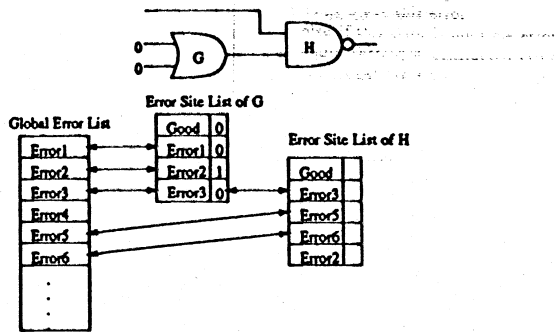 0
G
H
0
Error Site List of G
Global Error List
Good 0
Error1 0
Error2 1
Error3 0
Error Site List of H
Error1
Error2
Error3
Error4
Error5
Error6
Good
Error3
Error5
Error6
Error2